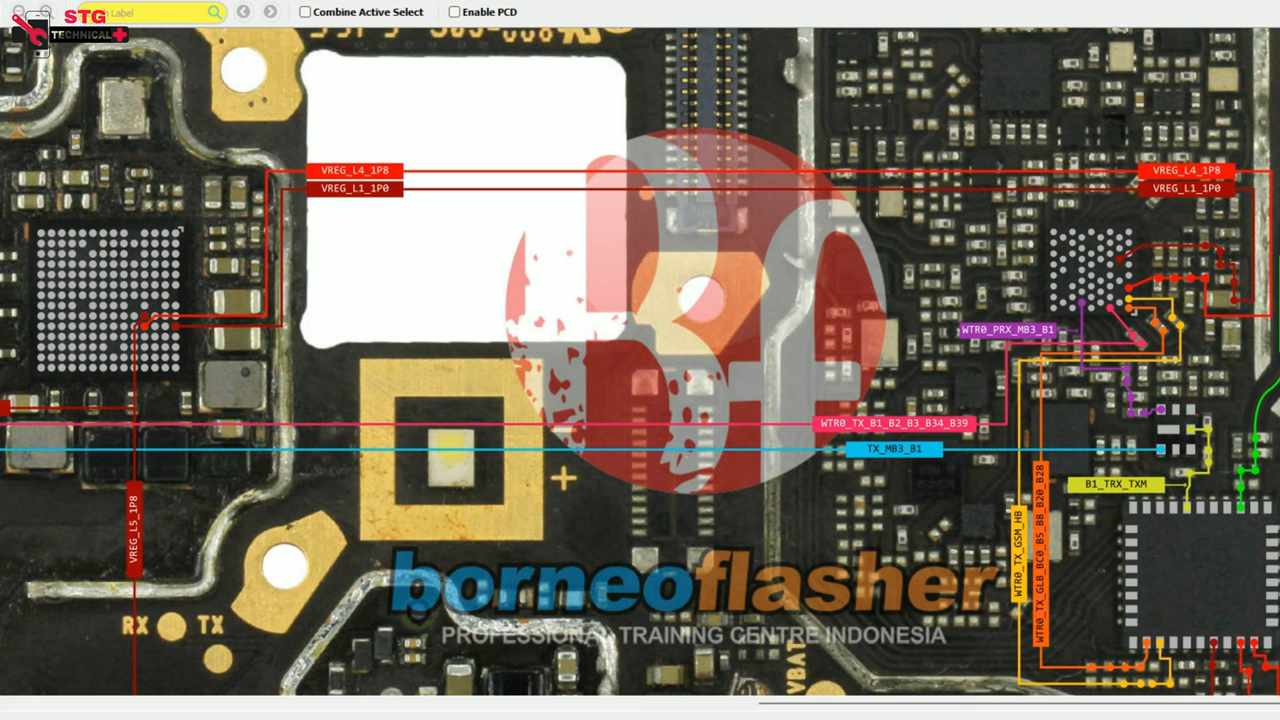 STG
TECHNICAL
Label
Combine Active Select
Enable PCD
VREG_L4_1P8
VREG_L1_1P0
VREG_L4_1P8
VREG_L1_1P0
WTR0_PRX_MB3_B1
WTR0_TX_B1_B2_B3_B34_B39
TX_MB3_B1
B1_TRX_TXM
VREG_L5_1P8
WTR0_TX_GSM_HB
WTR0_TX_GLB_BC0_B5_B8_B20_B28
borneoflasher
PROFESSIONAL TRAINING CENTRE INDONESIA
RX TX
VBAT